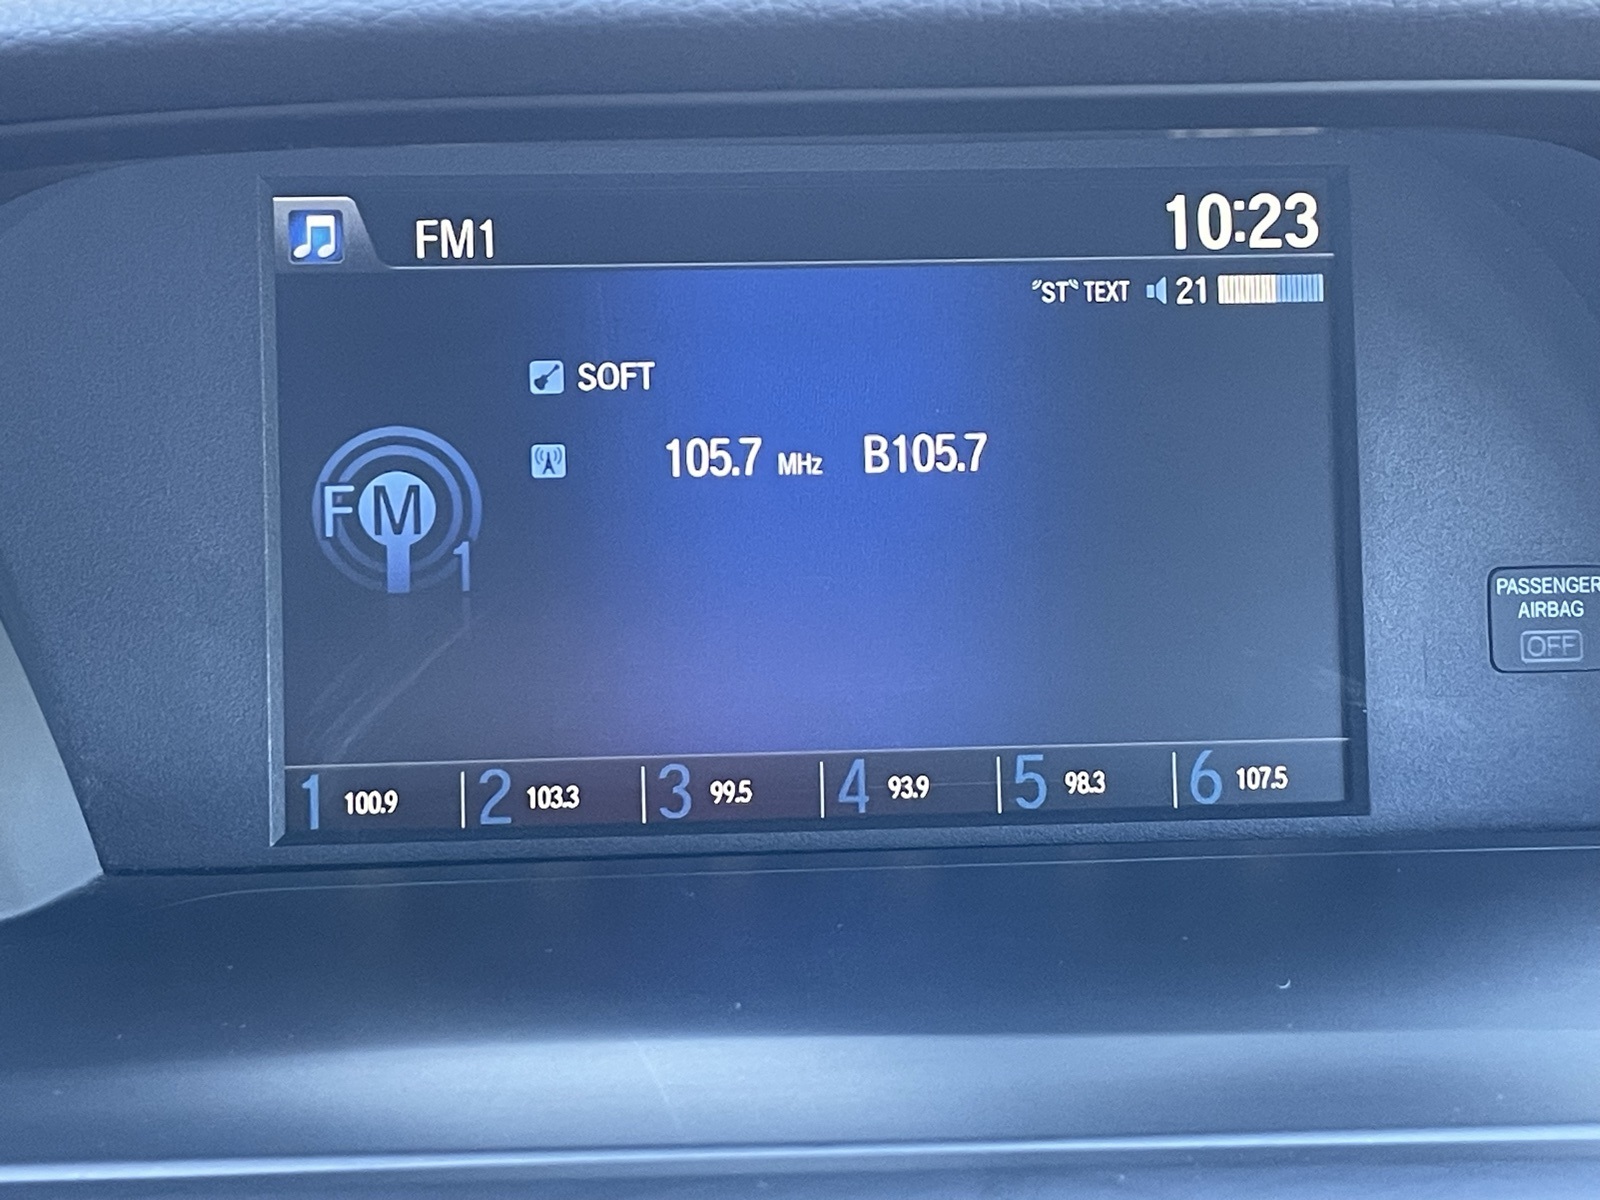 FM1
10:23
"ST" TEXT 21
SOFT
105.7 MHz B105.7
FM
1
PASSENGER
AIRBAG
OFF
1 100.9 2 103.3 3 99.5 4 93.9 5 98.3 6 107.5